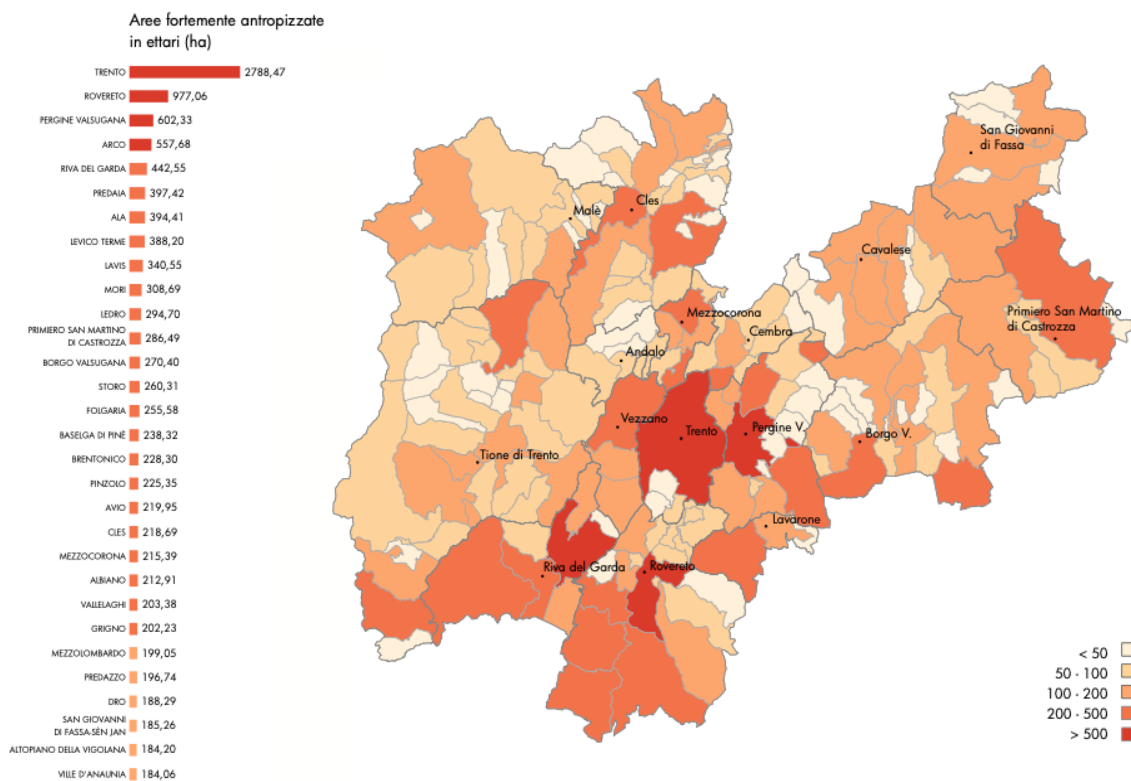 Aree fortemente antropizzate
in ettari (ha)
TRENTO 2788,47
ROVERETO 977,06
PERGINE VALSUGANA 602,33
ARCO 557,68
RIVA DEL GARDA 442,55
PREDAIA 397,42
ALA 394,41
LEVICO TERME 388,20
LAVIS 340,55
MORI 308,69
LEDRO 294,70
PRIMIERO SAN MARTINO
DI CASTROZZA 286,49
BORGO VALSUGANA 270,40
STORO 260,31
FOLGARIA 255,58
BASELGA DI PINÈ 238,32
BRENTONICO 228,30
PINZOLO 225,35
AVIO 219,95
CLES 218,69
MEZZOCORONA 215,39
ALBIANO 212,91
VALLELAGHI 203,38
GRIGNO 202,23
MEZZOLOMBARDO 199,05
PREDAZZO 196,74
DRO 188,29
SAN GIOVANNI
DI FASSA-SÈN JAN 185,26
ALTOPIANO DELLA VIGOLANA 184,20
VILLE D'ANAUNIA 184,06
San Giovanni
di Fassa
Cles
Malè
Cavalese
Mezzocorona
Primiero San Martino
di Castrozza
Cembra
Andalo
Vezzano
Trento
Pergine V.
Borgo V.
Tione di Trento
Lavarone
Riva del Garda
Rovereto
< 50
50 - 100
100 - 200
200 - 500
> 500